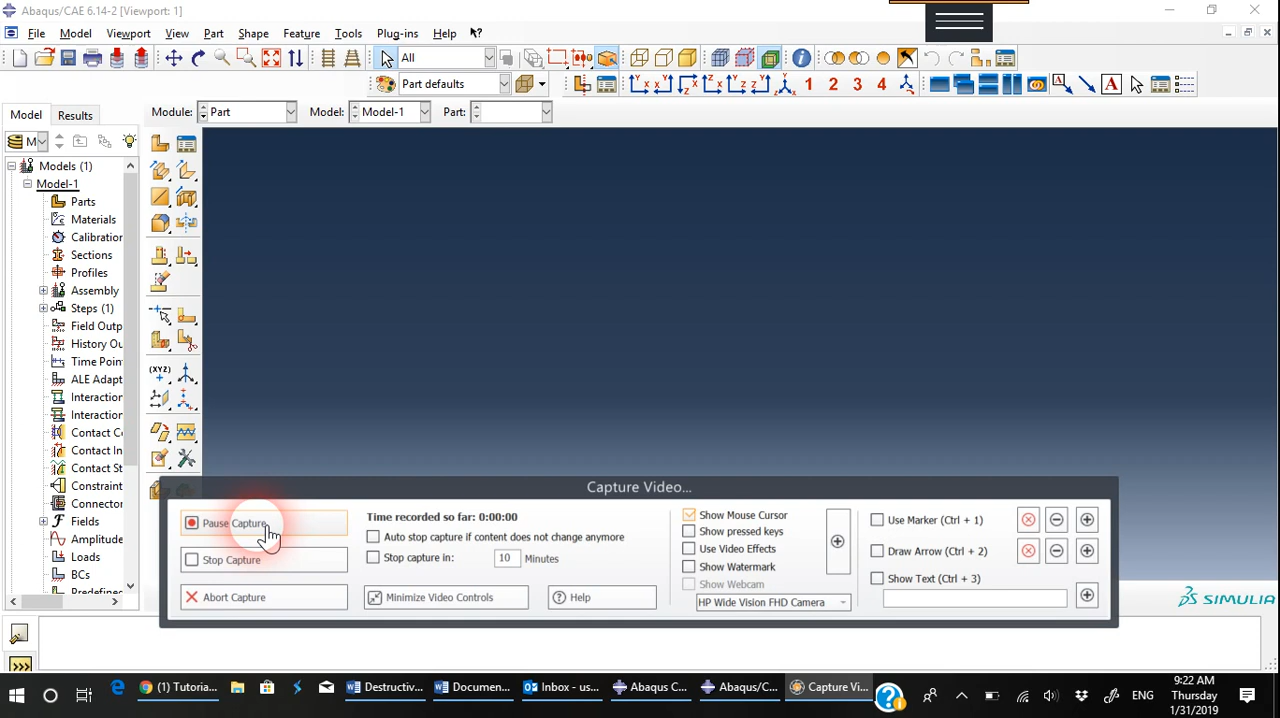 Abaqus/CAE 6.14-2 [Viewport: 1]
File Model Viewport View Part Shape Feature Tools Plug-ins Help
All
Part defaults
1 2 3 4 A
Model Results Module: Part Model: Model-1 Part:
M
Models (1)
Model-1
Parts
Materials
Calibration
Sections
Profiles
Assembly
Steps (1)
Field Outp
History Ou
Time Point
ALE Adapt
Interaction
Interaction
Contact Co
Contact In
Contact St
Constraint
Connector
Fields
Amplitude
Loads
BCs
Predefined
(XYZ)
Capture Video...
Pause Capture
Stop Capture
Abort Capture
Time recorded so far: 0:00:00
Auto stop capture if content does not change anymore
Stop capture in: 10 Minutes
Minimize Video Controls
Help
Show Mouse Cursor
Show pressed keys
Use Video Effects
Show Watermark
Show Webcam
HP Wide Vision FHD Camera
Use Marker (Ctrl + 1)
Draw Arrow (Ctrl + 2)
Show Text (Ctrl + 3)
SIMULIA
>>>
(1) Tutoria... Destructiv... Documen... Inbox - us... Abaqus C... Abaqus/C... Capture Vi... ENG
9:22 AM
Thursday
1/31/2019